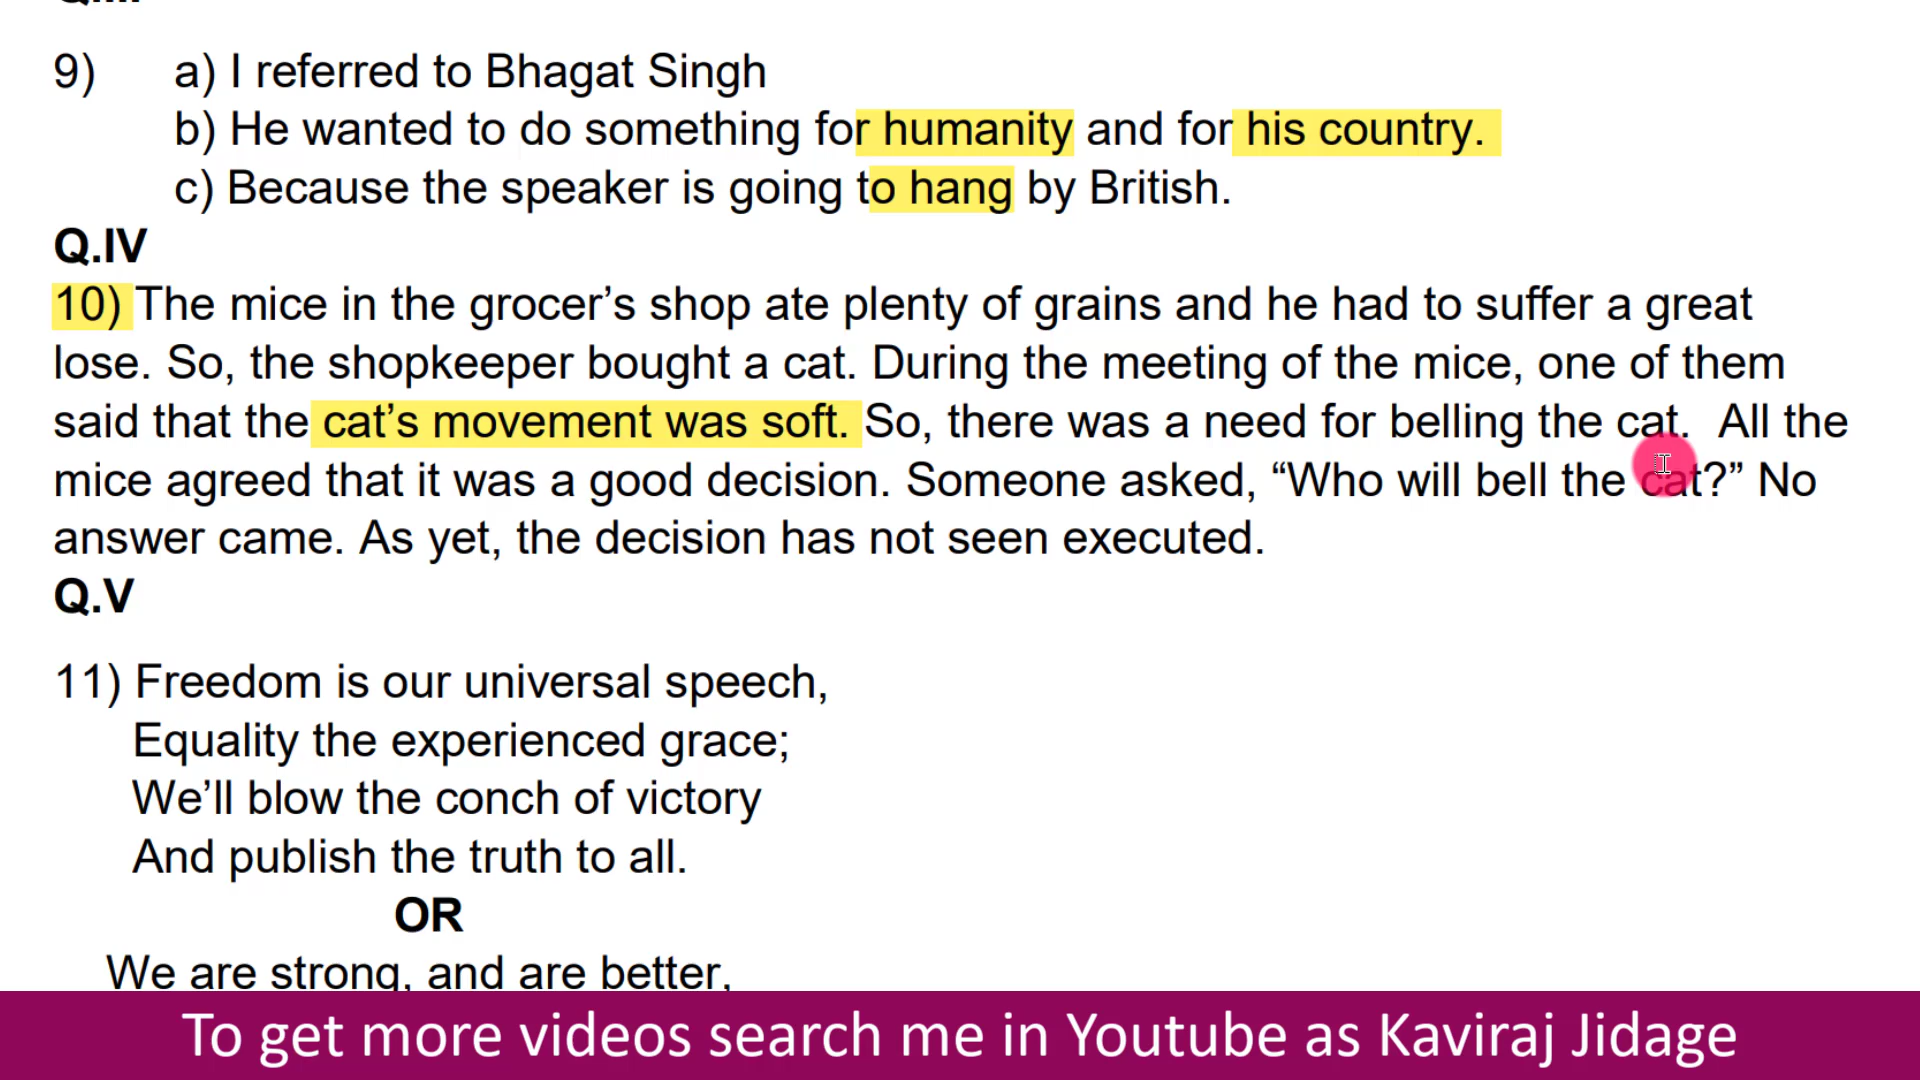 9) a) I referred to Bhagat Singh
b) He wanted to do something for humanity and for his country.
c) Because the speaker is going to hang by British.
Q.IV
10) The mice in the grocer’s shop ate plenty of grains and he had to suffer a great
lose. So, the shopkeeper bought a cat. During the meeting of the mice, one of them
said that the cat’s movement was soft. So, there was a need for belling the cat. All the
mice agreed that it was a good decision. Someone asked, “Who will bell the cat?” No
answer came. As yet, the decision has not seen executed.
Q.V
11) Freedom is our universal speech,
Equality the experienced grace;
We’ll blow the conch of victory
And publish the truth to all.
OR
We are strong, and are better,
To get more videos search me in Youtube as Kaviraj Jidage